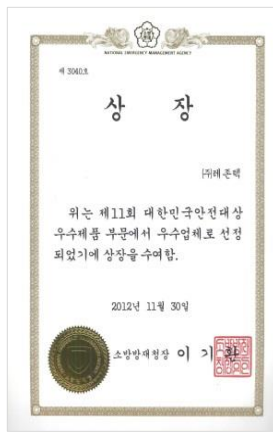 NATIONAL EMERGENCY MANAGEMENT AGENCY
제 3040호
상 장
㈜레존텍
위는 제11회 대한민국안전대상
우수제품 부문에서 우수업체로 선정
되었기에 상장을 수여함.
2012년 11월 30일
소방방재청장 이 기 환